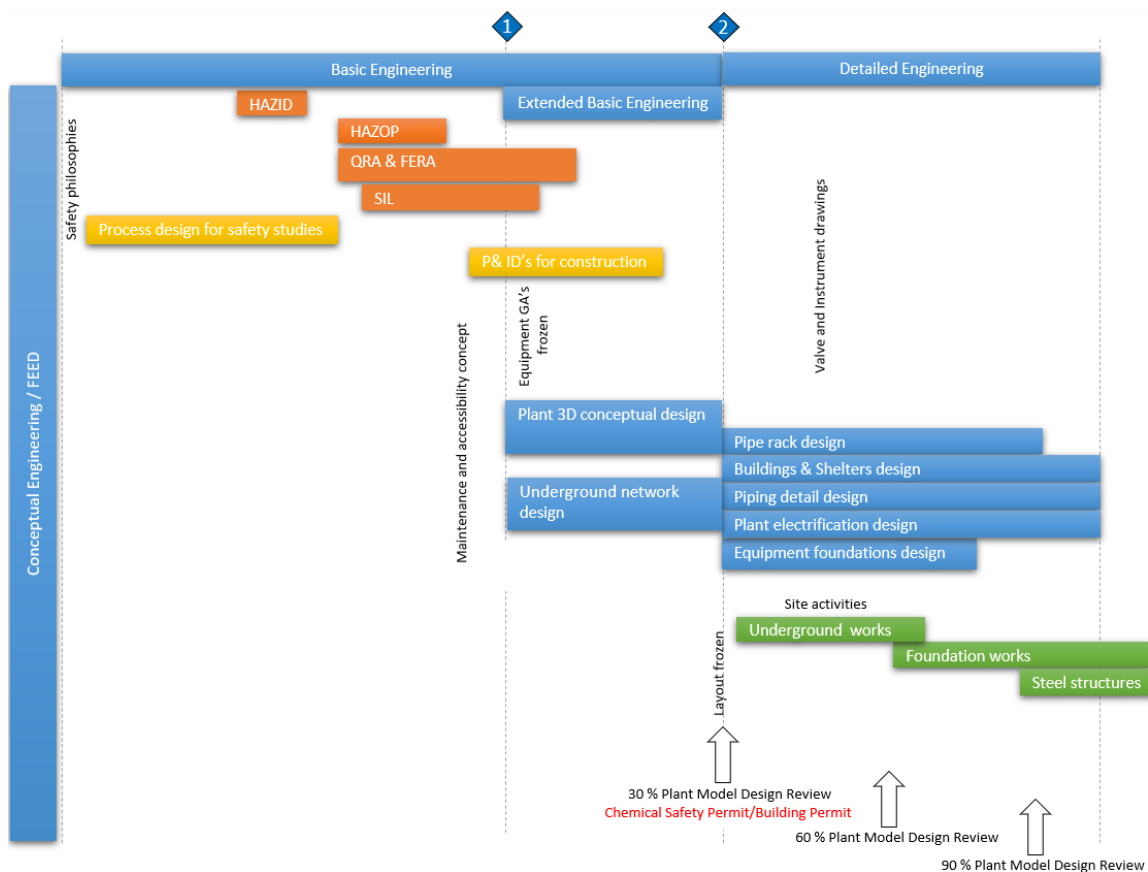 1
2
Basic Engineering
Detailed Engineering
HAZID
Extended Basic Engineering
HAZOP
QRA & FERA
SIL
Safety philosophies
Process design for safety studies
P& ID's for construction
Valve and Instrument drawings
Equipment GA's
frozen
Maintenance and accessibility concept
Conceptual Engineering / FEED
Plant 3D conceptual design
Pipe rack design
Buildings & Shelters design
Underground network
design
Piping detail design
Plant electrification design
Equipment foundations design
Site activities
Underground works
Foundation works
Steel structures
Layout frozen
30 % Plant Model Design Review
Chemical Safety Permit/Building Permit
60 % Plant Model Design Review
90 % Plant Model Design Review